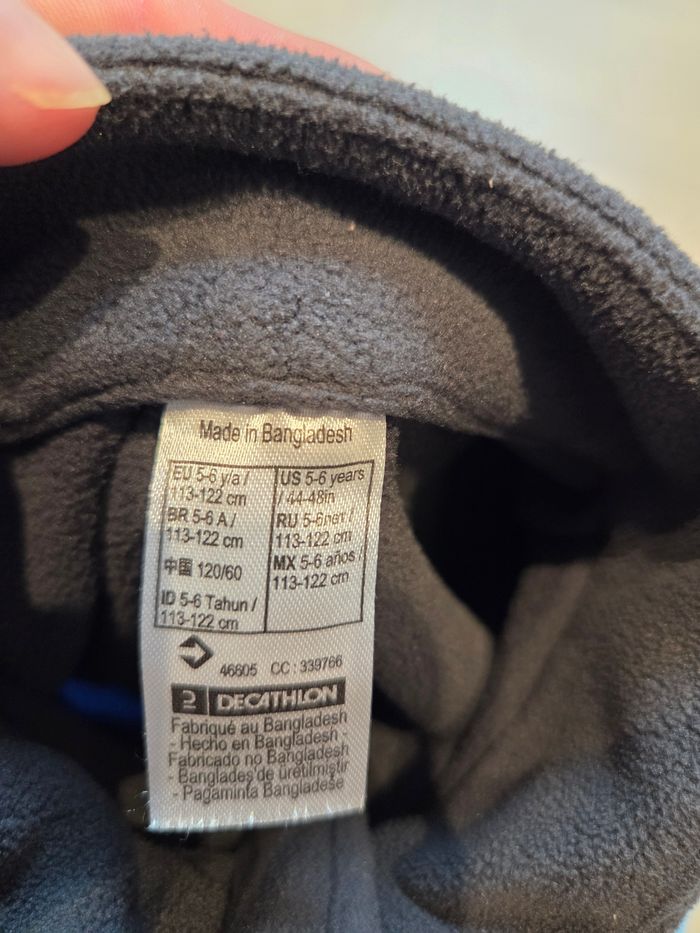 Made in Bangladesh
EU 5-6 y/a /
113-122 cm
BR 5-6 A /
113-122 cm
中国 120/60
ID 5-6 Tahun /
113-122 cm
US 5-6 years
/ 44-48in
RU 5-6лет /
113-122 cm
MX 5-6 años /
113-122 cm
46605 CC : 339766
2 DECATHLON
Fabriqué au Bangladesh
- Hecho en Bangladesh -
Fabricado no Bangladesh
- Banglades'de üretilmiştir
- Pagaminta Bangladeše